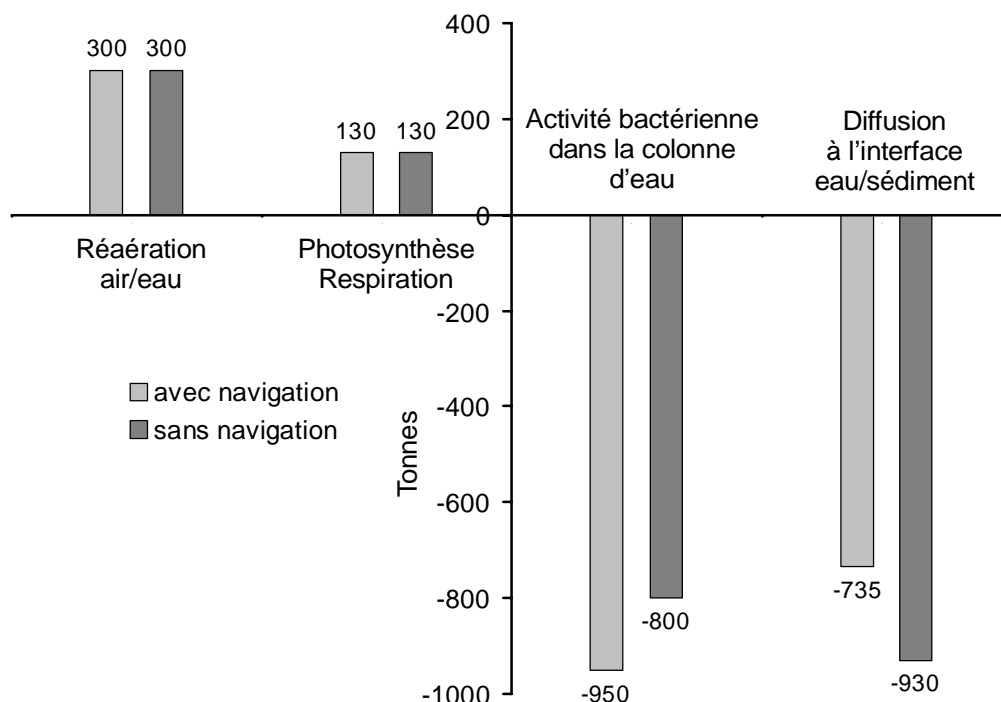 400
300
300
200
130
130
Activité bactérienne
dans la colonne
d'eau
Diffusion
à l'interface
eau/sédiment
0
Réaération
air/eau
Photosynthèse
Respiration
-200
avec navigation
sans navigation
-400
Tonnes
-600
-735
-800
-800
-930
-950
-1000